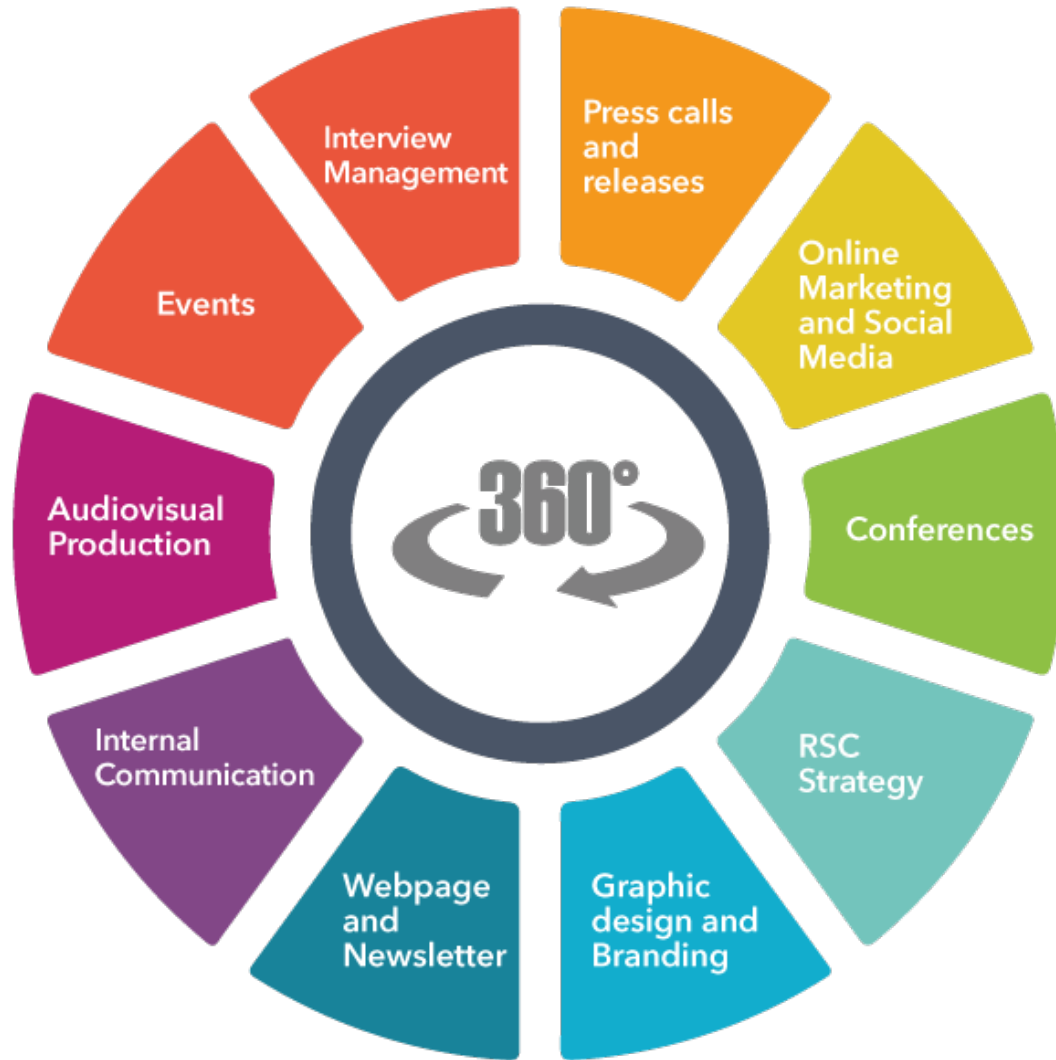 Press calls
and
releases
Online
Marketing
and Social
Media
Conferences
RSC
Strategy
Graphic
design and
Branding
Webpage
and
Newsletter
Internal
Communication
Audiovisual
Production
Events
Interview
Management
360°